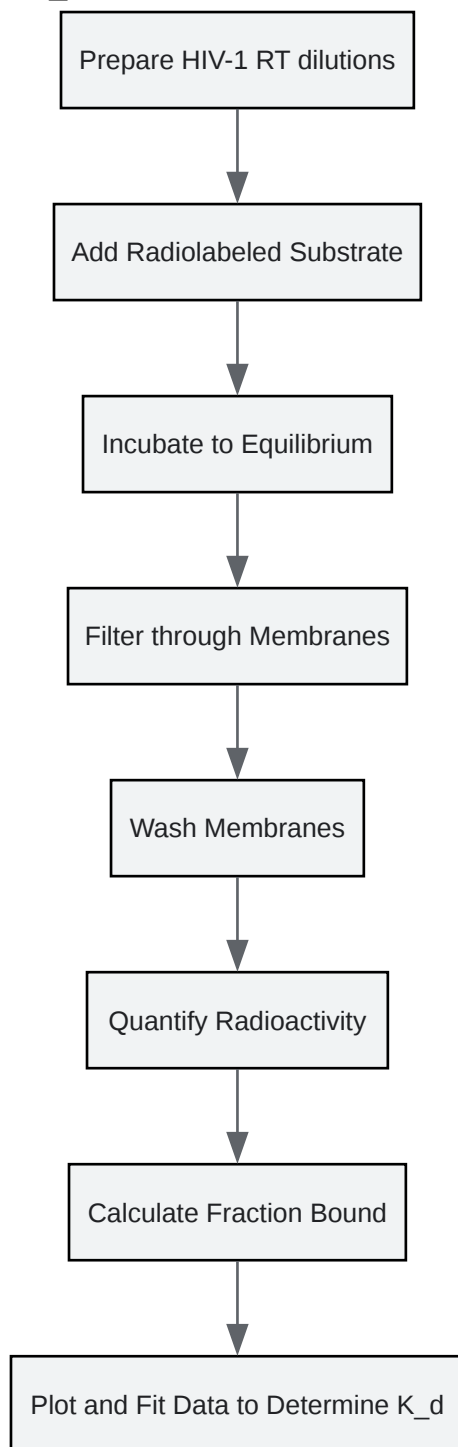 Prepare HIV-1 RT dilutions
Add Radiolabeled Substrate
Incubate to Equilibrium
Filter through Membranes
Wash Membranes
Quantify Radioactivity
Calculate Fraction Bound
Plot and Fit Data to Determine K_d